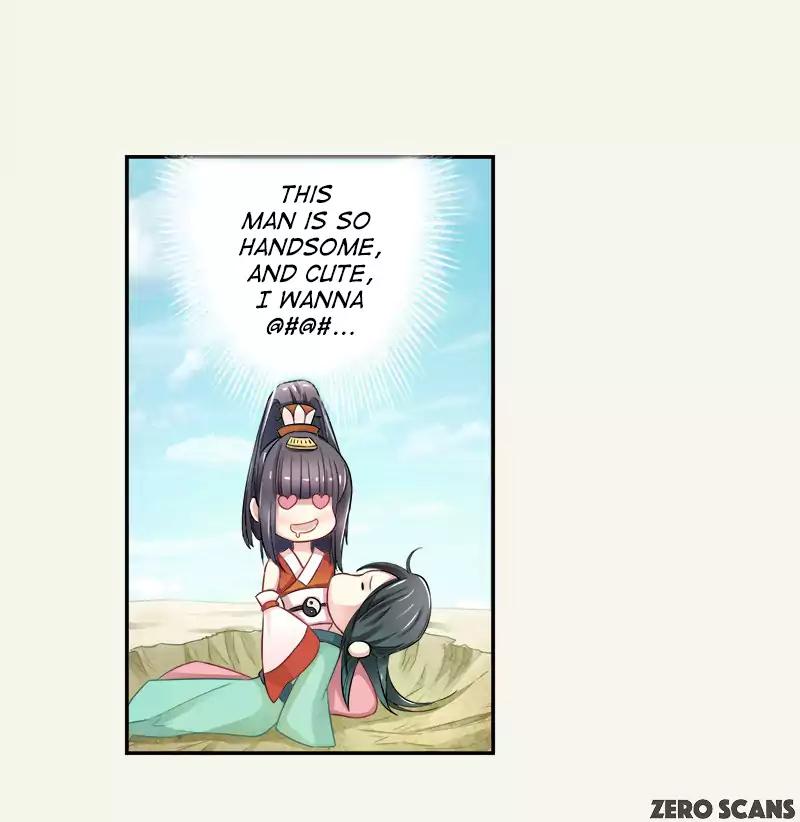 THIS
MAN IS SO
HANDSOME,
AND CUTE,
I WANNA
@#@#...
ZERO SCANS